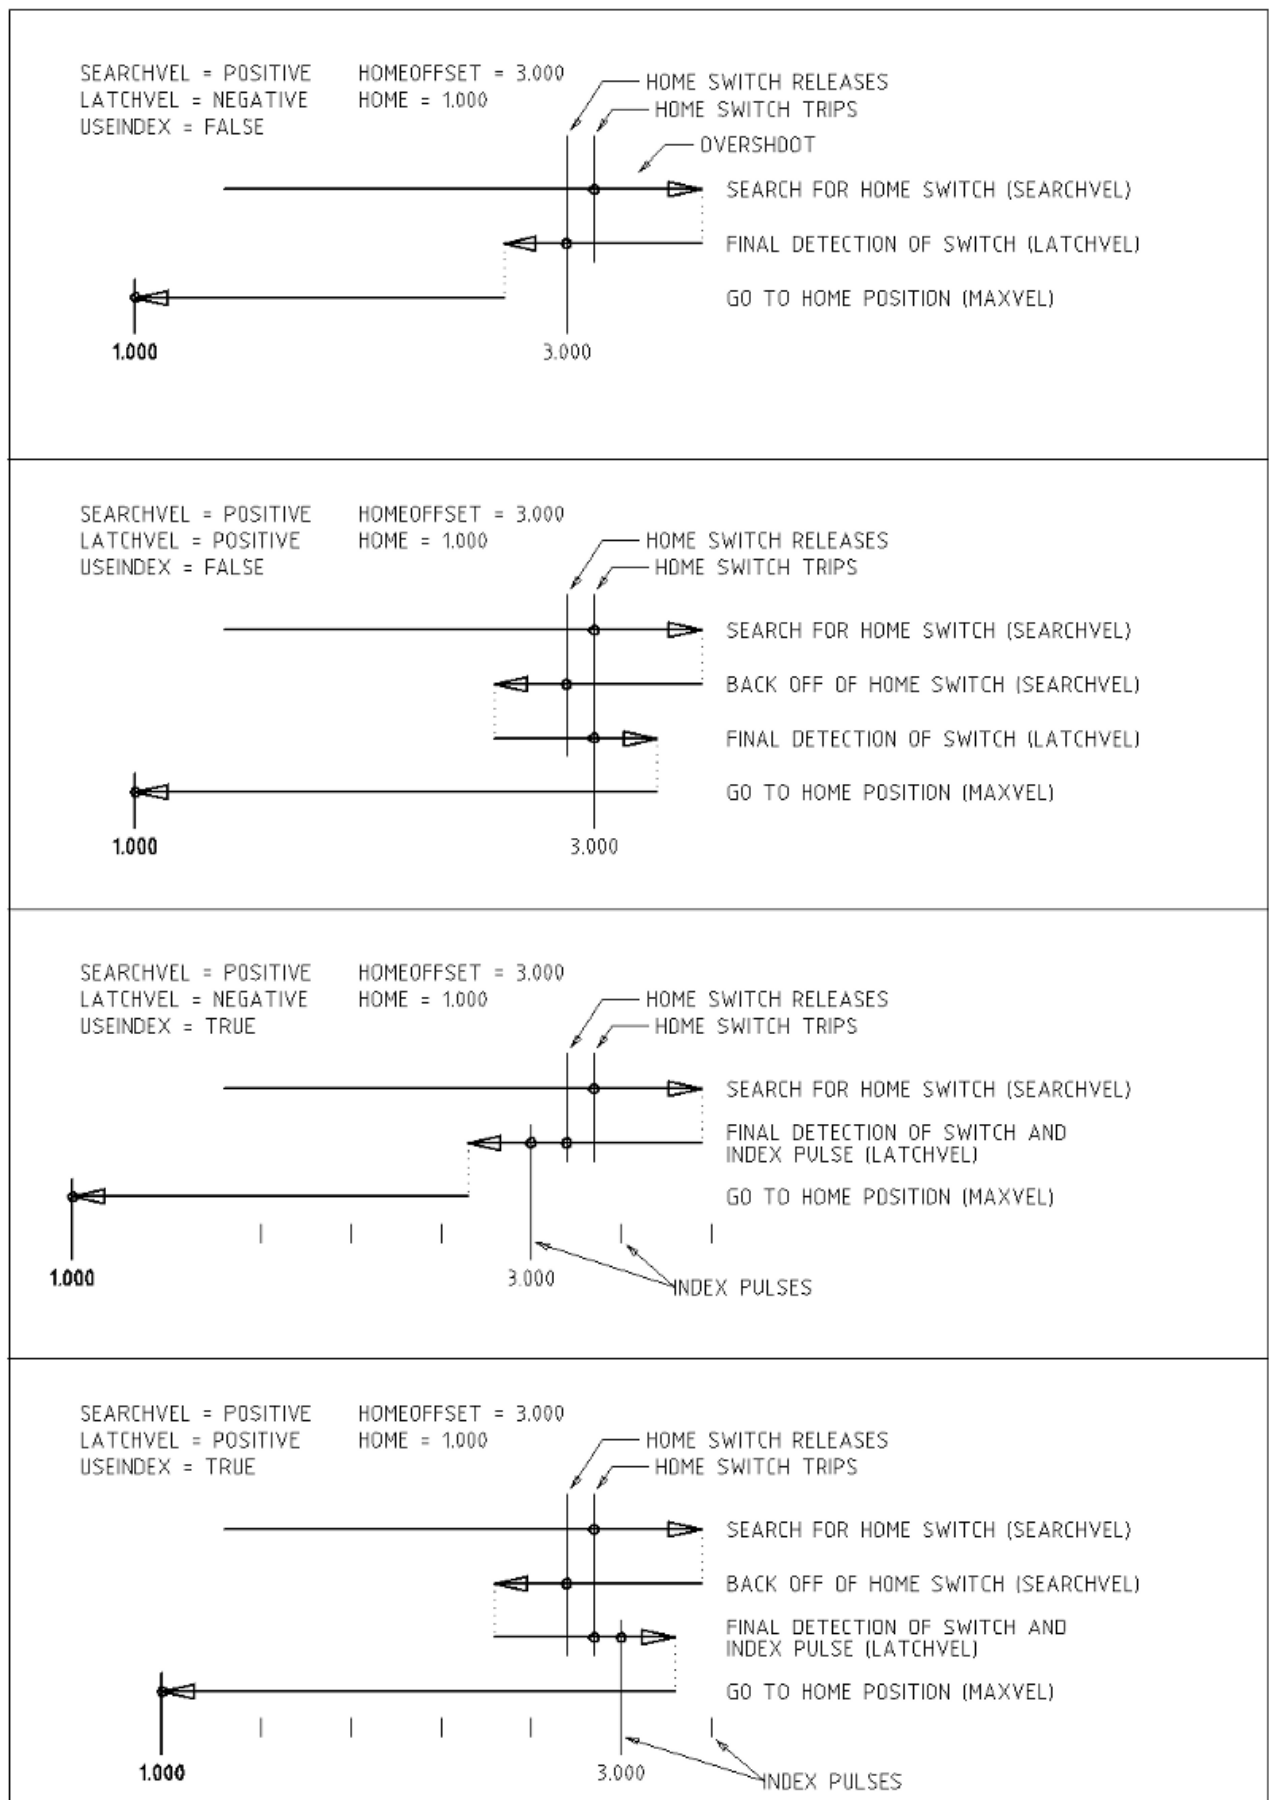 SEARCHVEL = POSITIVE HOMEOFFSET = 3.000
LATCHVEL = NEGATIVE HOME = 1.000
USEINDEX = FALSE
HOME SWITCH RELEASES
HOME SWITCH TRIPS
OVERSHOOT
SEARCH FOR HOME SWITCH (SEARCHVEL)
FINAL DETECTION OF SWITCH (LATCHVEL)
GO TO HOME POSITION (MAXVEL)
1.000 3.000
SEARCHVEL = POSITIVE HOMEOFFSET = 3.000
LATCHVEL = POSITIVE HOME = 1.000
USEINDEX = FALSE
HOME SWITCH RELEASES
HOME SWITCH TRIPS
SEARCH FOR HOME SWITCH (SEARCHVEL)
BACK OFF OF HOME SWITCH (SEARCHVEL)
FINAL DETECTION OF SWITCH (LATCHVEL)
GO TO HOME POSITION (MAXVEL)
1.000 3.000
SEARCHVEL = POSITIVE HOMEOFFSET = 3.000
LATCHVEL = NEGATIVE HOME = 1.000
USEINDEX = TRUE
HOME SWITCH RELEASES
HOME SWITCH TRIPS
SEARCH FOR HOME SWITCH (SEARCHVEL)
FINAL DETECTION OF SWITCH AND
INDEX PULSE (LATCHVEL)
GO TO HOME POSITION (MAXVEL)
1.000 3.000
INDEX PULSES
SEARCHVEL = POSITIVE HOMEOFFSET = 3.000
LATCHVEL = POSITIVE HOME = 1.000
USEINDEX = TRUE
HOME SWITCH RELEASES
HOME SWITCH TRIPS
SEARCH FOR HOME SWITCH (SEARCHVEL)
BACK OFF OF HOME SWITCH (SEARCHVEL)
FINAL DETECTION OF SWITCH AND
INDEX PULSE (LATCHVEL)
GO TO HOME POSITION (MAXVEL)
1.000 3.000
INDEX PULSES